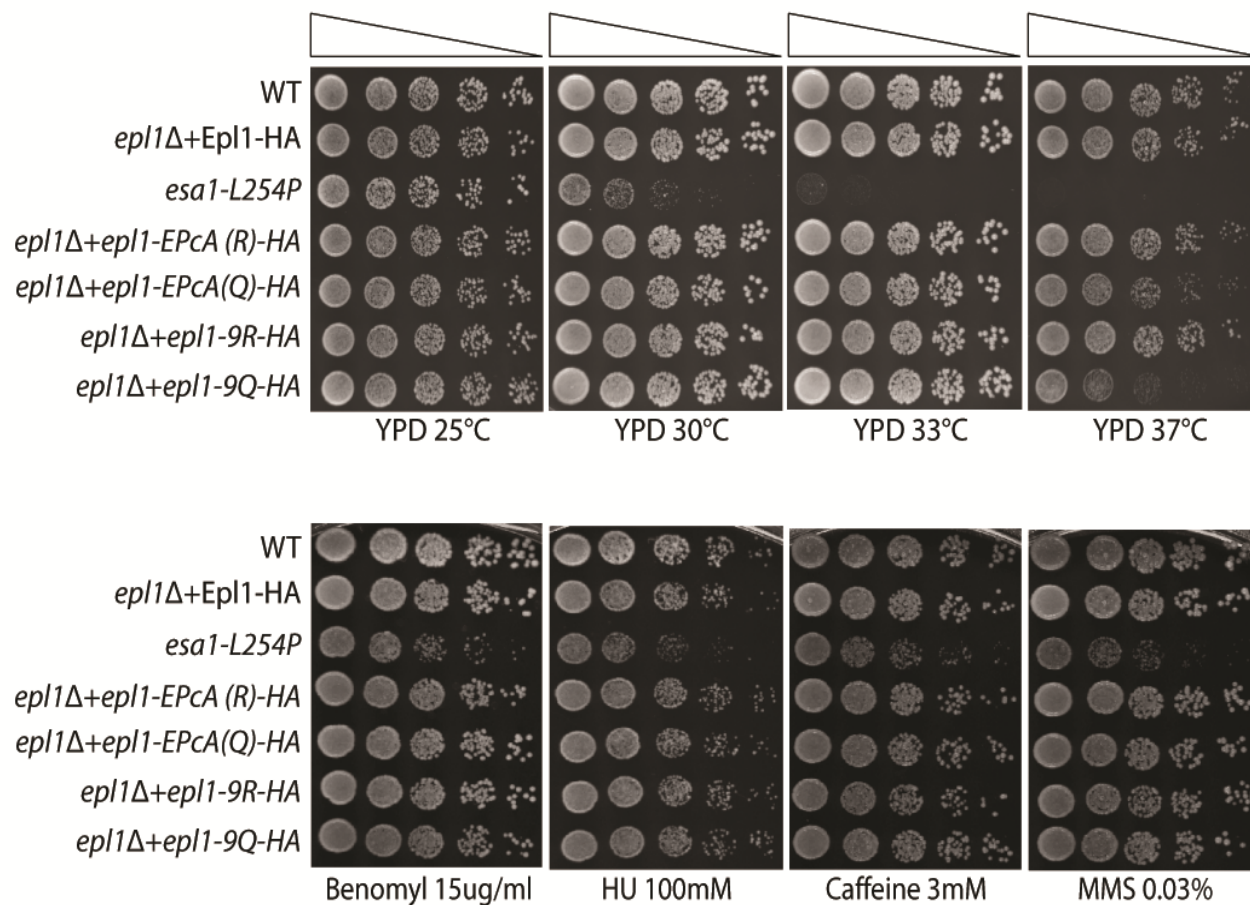 WT
epl1Δ+Epl1-HA
esa1-L254P
epl1Δ+epl1-EPcA (R)-HA
epl1Δ+epl1-EPcA(Q)-HA
epl1Δ+epl1-9R-HA
epl1Δ+epl1-9Q-HA
YPD 25°C YPD 30°C YPD 33°C YPD 37°C
WT
epl1Δ+Epl1-HA
esa1-L254P
epl1Δ+epl1-EPcA (R)-HA
epl1Δ+epl1-EPcA(Q)-HA
epl1Δ+epl1-9R-HA
epl1Δ+epl1-9Q-HA
Benomyl 15ug/ml HU 100mM Caffeine 3mM MMS 0.03%